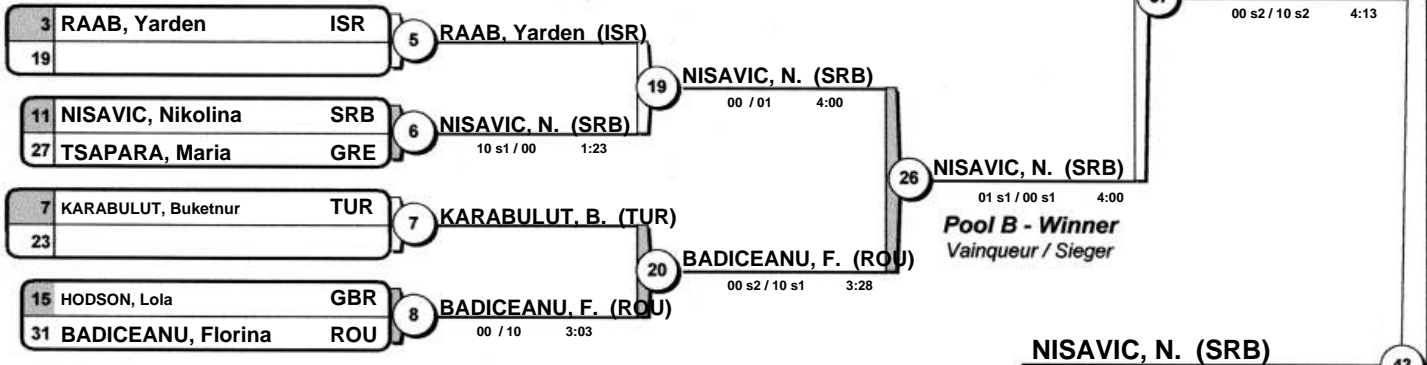 00 s2 / 10 s2 4:13
3 RAAB, Yarden ISR
19
5 RAAB, Yarden (ISR)
19 NISAVIC, N. (SRB)
00 / 01 4:00
11 NISAVIC, Nikolina SRB
27 TSAPARA, Maria GRE
6 NISAVIC, N. (SRB)
10 s1 / 00 1:23
26 NISAVIC, N. (SRB)
01 s1 / 00 s1 4:00
Pool B - Winner
Vainqueur / Sieger
7 KARABULUT, Buketnur TUR
23
7 KARABULUT, B. (TUR)
20 BADICEANU, F. (ROU)
00 s2 / 10 s1 3:28
15 HODSON, Lola GBR
31 BADICEANU, Florina ROU
8 BADICEANU, F. (ROU)
00 / 10 3:03
NISAVIC, N. (SRB)